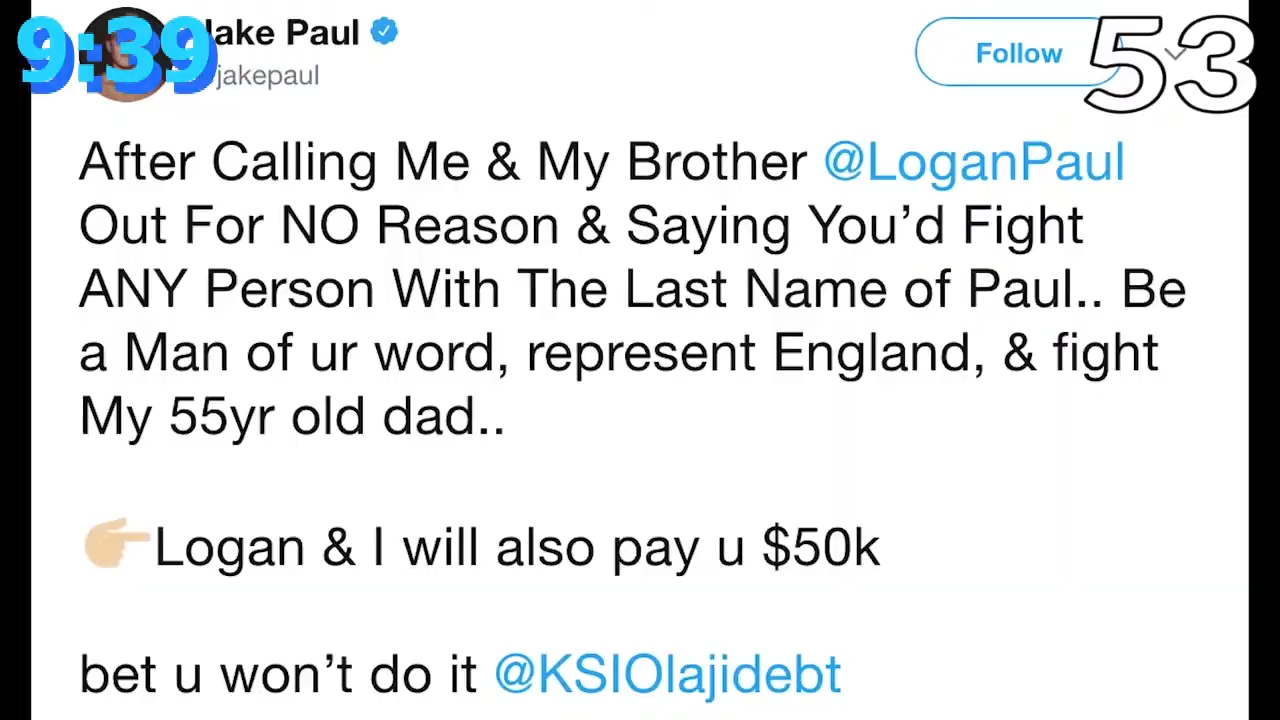 9:39
Jake Paul
53
Follow
@jakepaul
After Calling Me & My Brother @LoganPaul
Out For NO Reason & Saying You’d Fight
ANY Person With The Last Name of Paul.. Be
a Man of ur word, represent England, & fight
My 55yr old dad..
Logan & I will also pay u $50k
bet u won’t do it @KSIOlajidebt